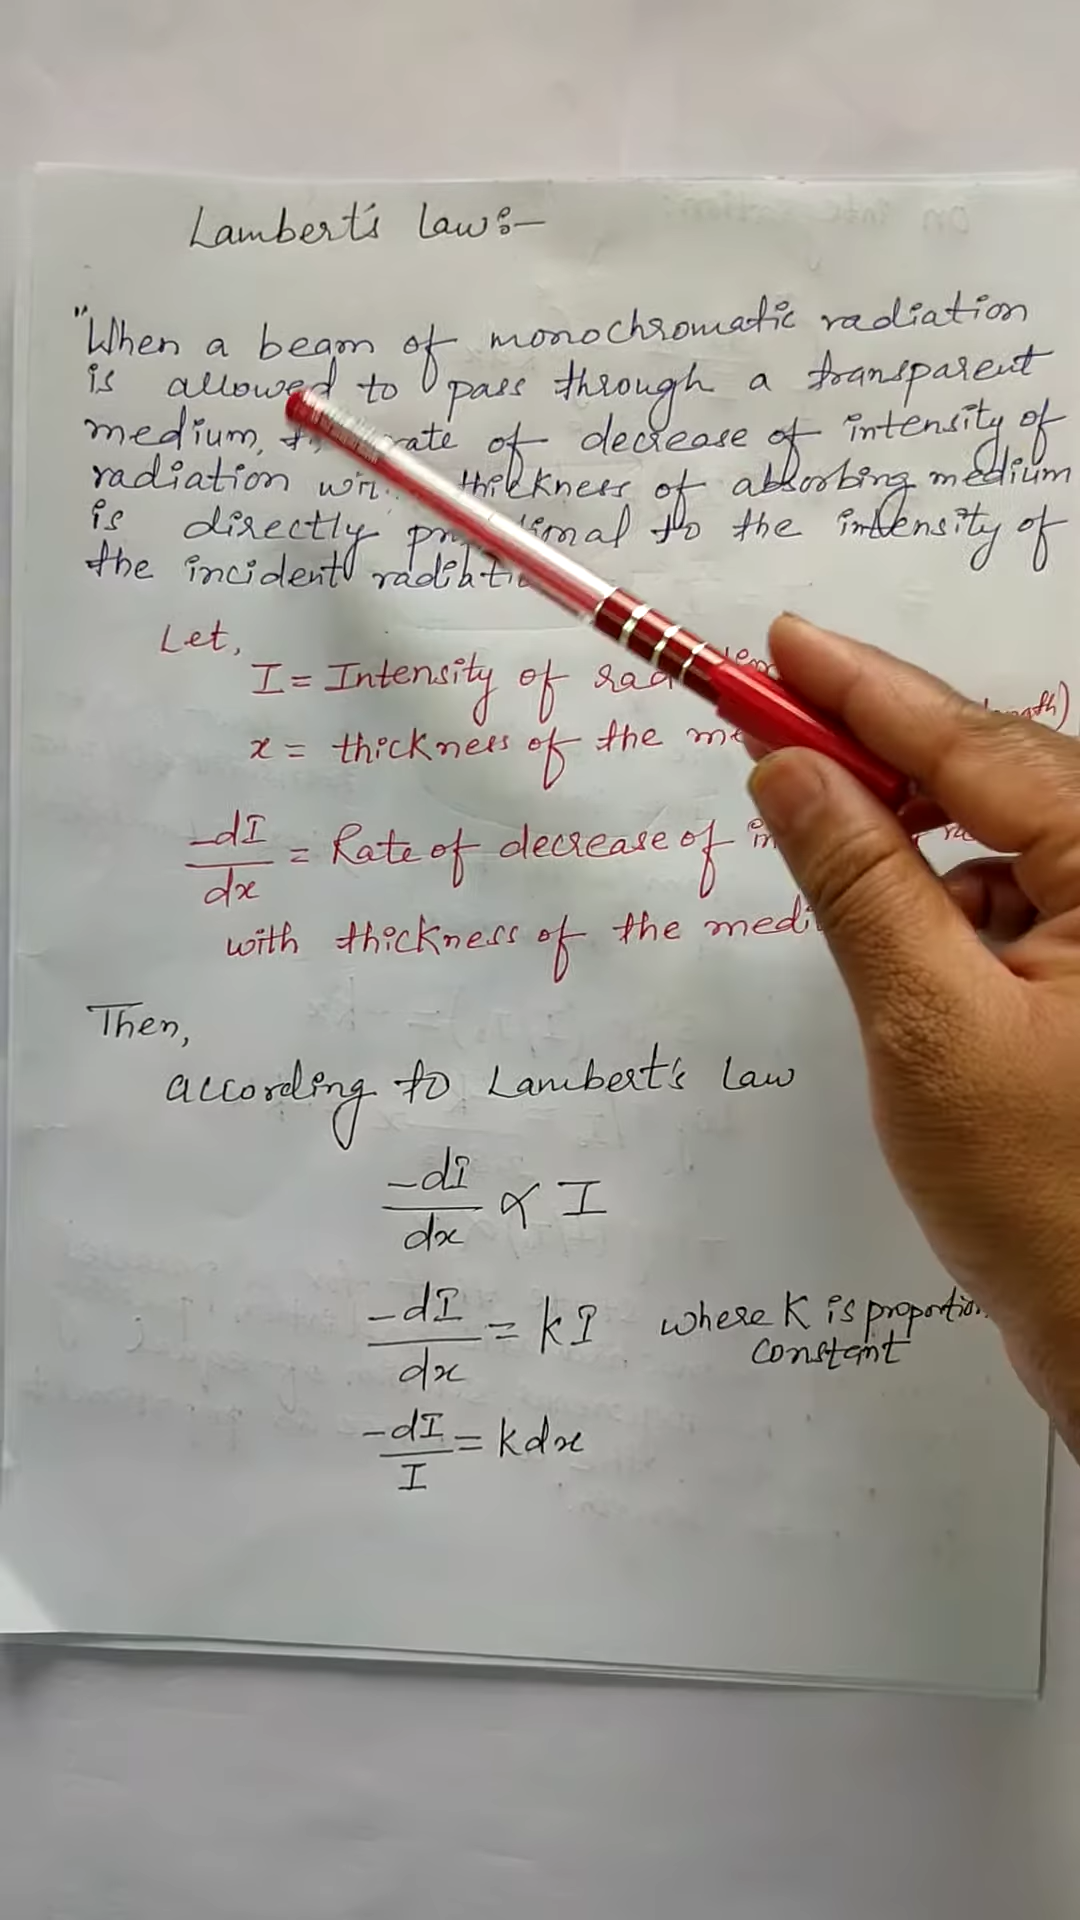 Lambert's law:-
"When a beam of monochromatic radiation
is allowed to pass through a transparent
medium, rate of decrease of intensity of
radiation thickness of absorbing medium
is directly to the intensity of
the incident
Let,
I = Intensity of
x = thickness of the
-dI/dx = Rate of decrease of
with thickness of the
Then,
according to Lambert's law
-dI/dx ∝ I
-dI/dx = kI where K is
constant
-dI/I = kdx